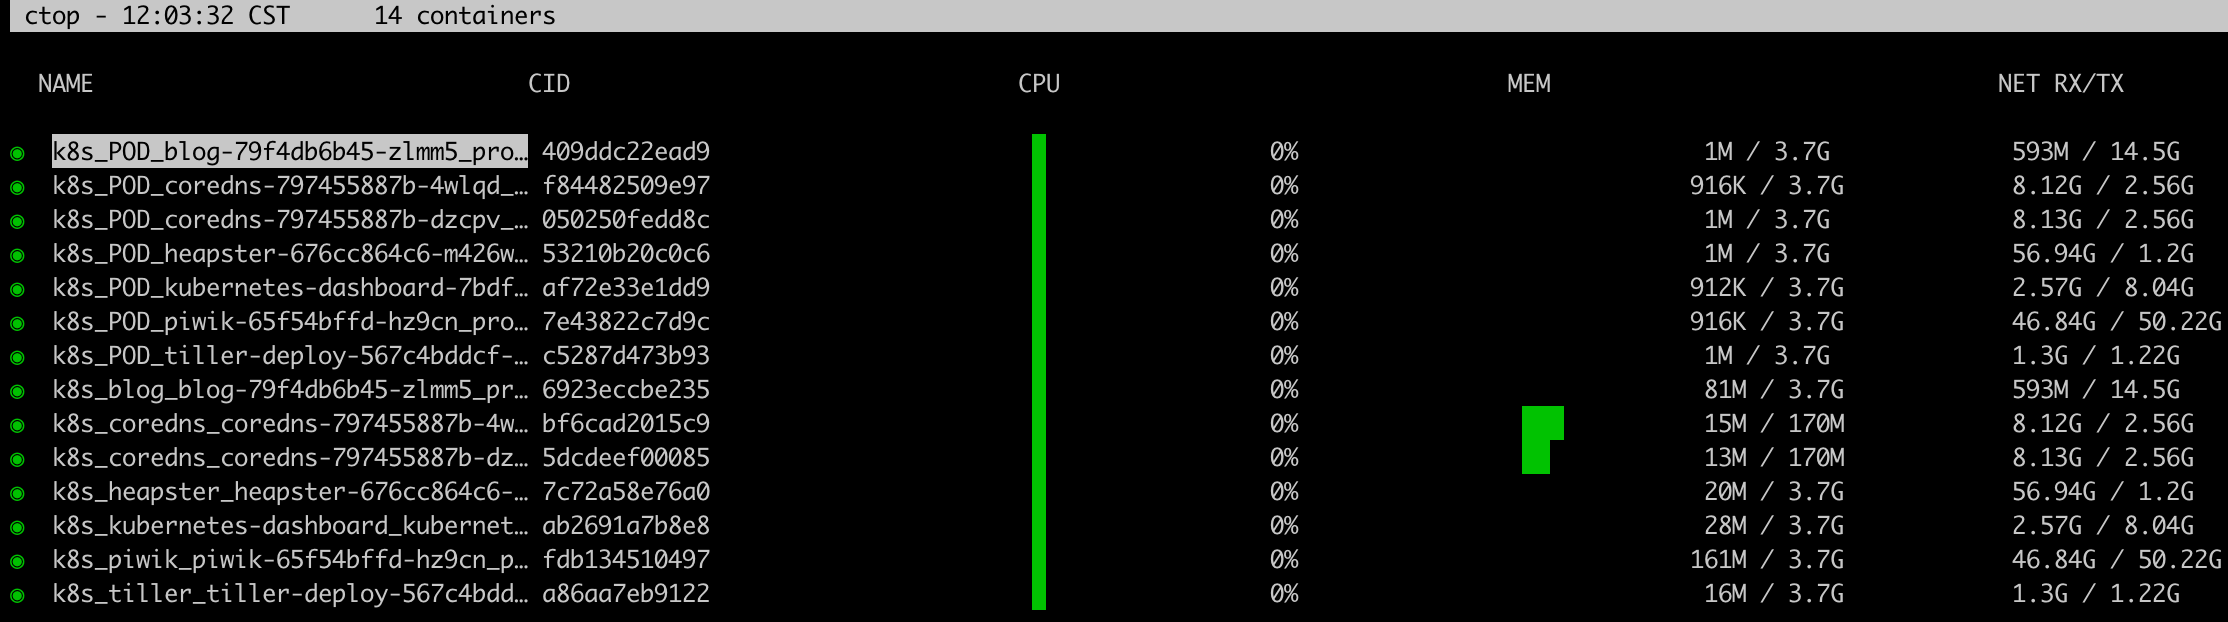 ctop - 12:03:32 CST 14 containers
NAME CID CPU MEM NET RX/TX
k8s_POD_blog-79f4db6b45-zlmm5_pro… 409ddc22ead9 0% 1M / 3.7G 593M / 14.5G
k8s_POD_coredns-797455887b-4wlqd_… f84482509e97 0% 916K / 3.7G 8.12G / 2.56G
k8s_POD_coredns-797455887b-dzcpv_… 050250fedd8c 0% 1M / 3.7G 8.13G / 2.56G
k8s_POD_heapster-676cc864c6-m426w… 53210b20c0c6 0% 1M / 3.7G 56.94G / 1.2G
k8s_POD_kubernetes-dashboard-7bdf… af72e33e1dd9 0% 912K / 3.7G 2.57G / 8.04G
k8s_POD_piwik-65f54bffd-hz9cn_pro… 7e43822c7d9c 0% 916K / 3.7G 46.84G / 50.22G
k8s_POD_tiller-deploy-567c4bddcf-… c5287d473b93 0% 1M / 3.7G 1.3G / 1.22G
k8s_blog_blog-79f4db6b45-zlmm5_pr… 6923eccbe235 0% 81M / 3.7G 593M / 14.5G
k8s_coredns_coredns-797455887b-4w… bf6cad2015c9 0% 15M / 170M 8.12G / 2.56G
k8s_coredns_coredns-797455887b-dz… 5dcdeef00085 0% 13M / 170M 8.13G / 2.56G
k8s_heapster_heapster-676cc864c6-… 7c72a58e76a0 0% 20M / 3.7G 56.94G / 1.2G
k8s_kubernetes-dashboard_kubernet… ab2691a7b8e8 0% 28M / 3.7G 2.57G / 8.04G
k8s_piwik_piwik-65f54bffd-hz9cn_p… fdb134510497 0% 161M / 3.7G 46.84G / 50.22G
k8s_tiller_tiller-deploy-567c4bdd… a86aa7eb9122 0% 16M / 3.7G 1.3G / 1.22G